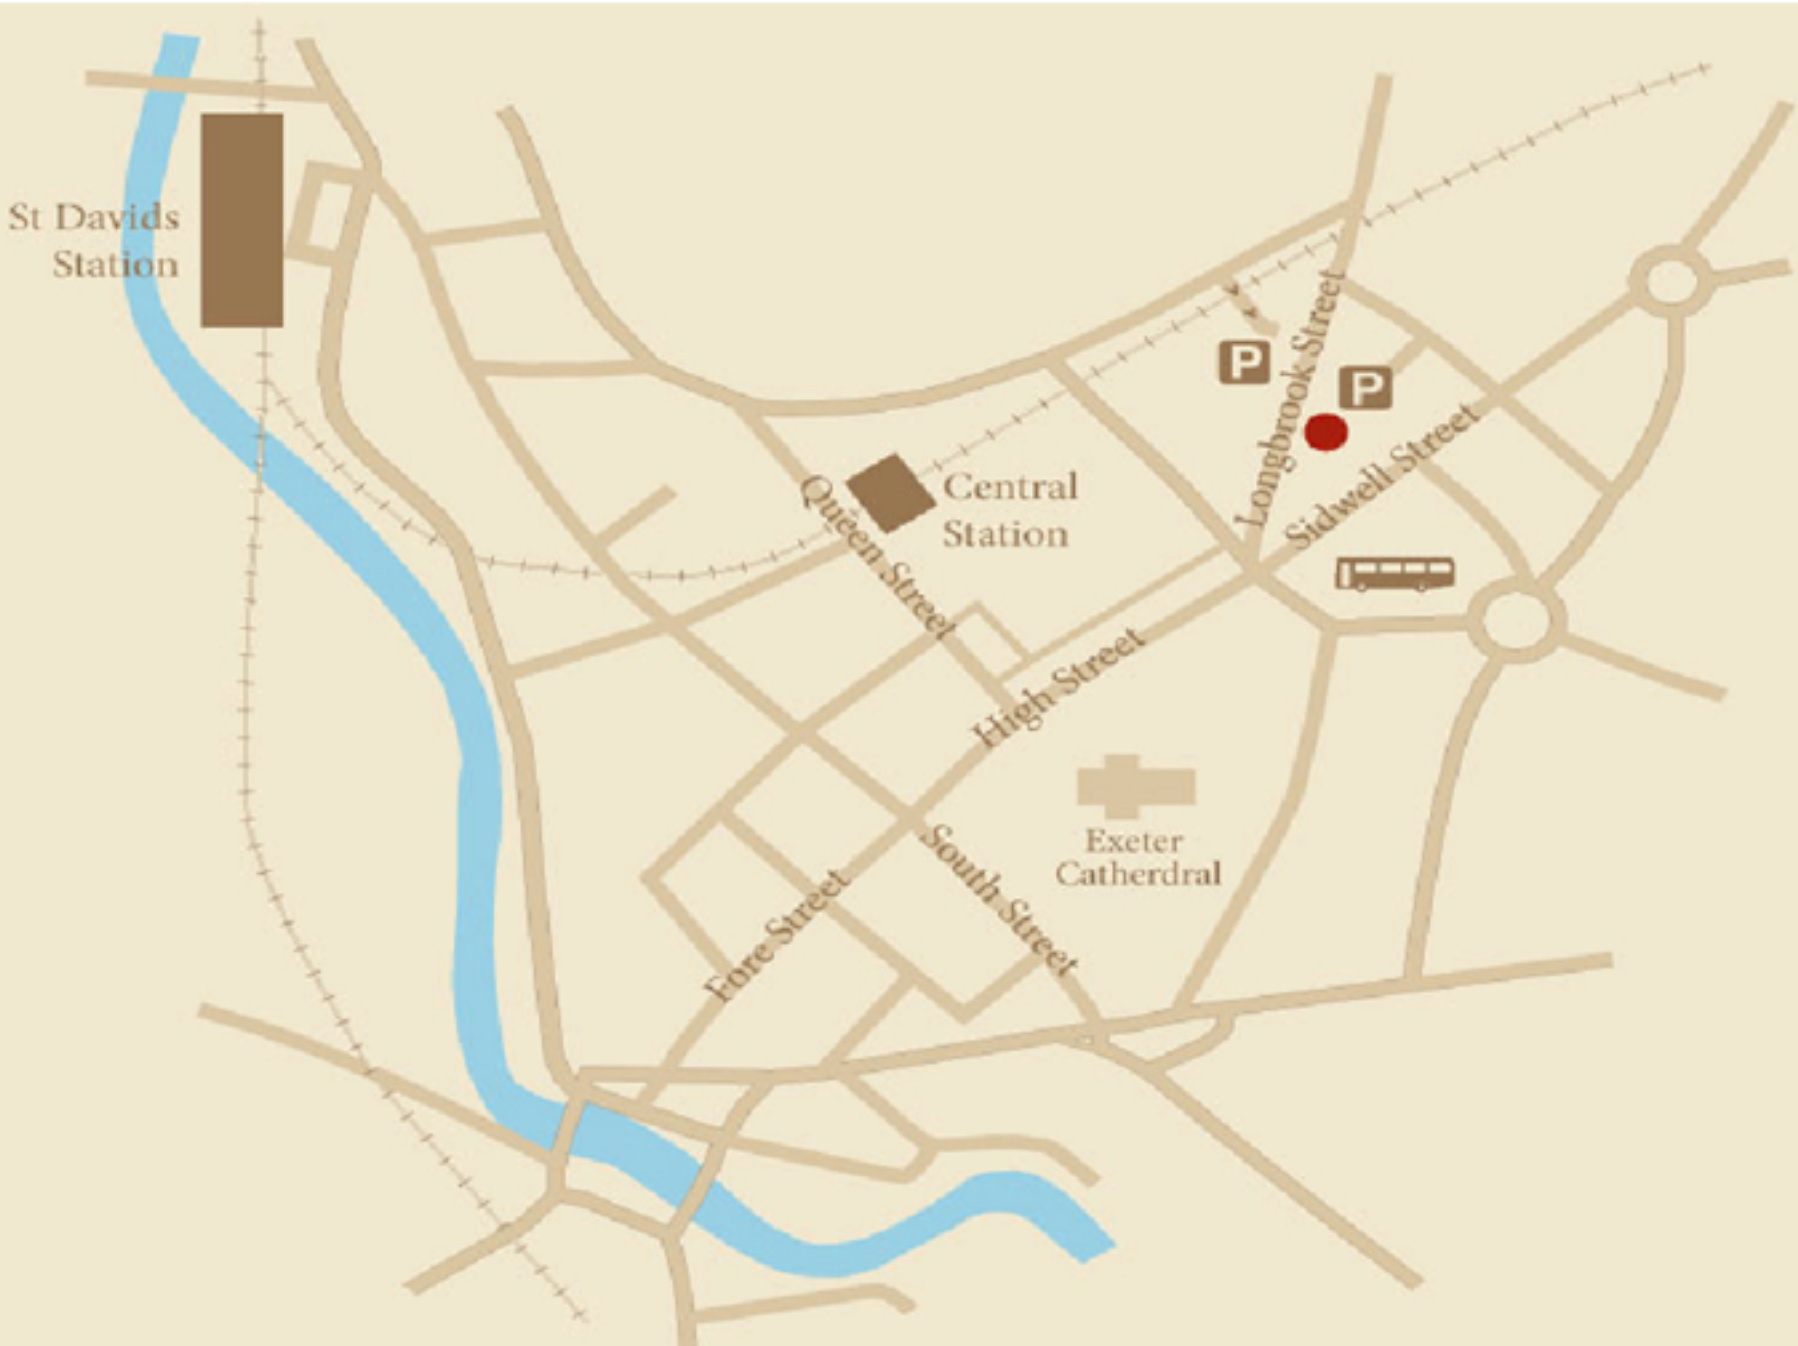 St Davids
Station
P
P
Longbrook Street
Sidwell Street
Central
Station
Queen Street
High Street
Exeter
Catherdral
South Street
Fore Street